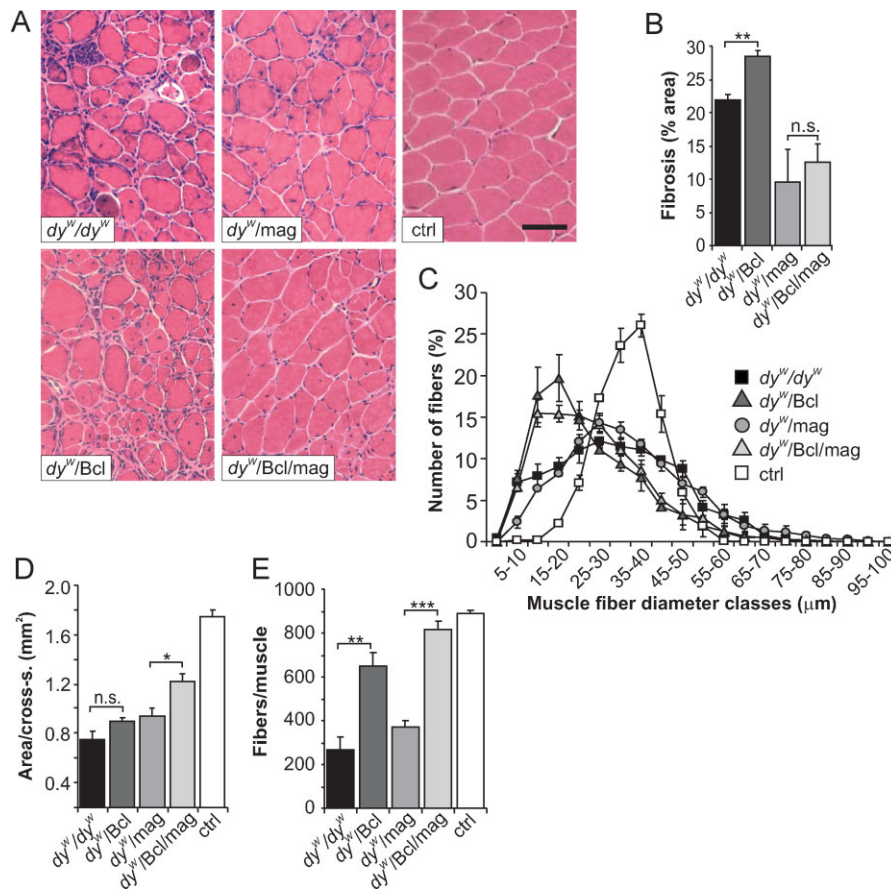 A
dyᵂ/dyᵂ
dyᵂ/mag
ctrl
dyᵂ/Bcl
dyᵂ/Bcl/mag
B
Fibrosis (% area)
30
25
20
15
10
5
0
**
n.s.
dyᵂ/dyᵂ
dyᵂ/Bcl
dyᵂ/mag
dyᵂ/Bcl/mag
C
Number of fibers (%)
30
25
20
15
10
5
0
dyᵂ/dyᵂ
dyᵂ/Bcl
dyᵂ/mag
dyᵂ/Bcl/mag
ctrl
5-10
15-20
25-30
35-40
45-50
55-60
65-70
75-80
85-90
95-100
Muscle fiber diameter classes (μm)
D
Area/cross-s. (mm²)
2.0
1.6
1.2
0.8
0.4
n.s.
*
dyᵂ/dyᵂ
dyᵂ/Bcl
dyᵂ/mag
dyᵂ/Bcl/mag
ctrl
E
Fibers/muscle
1000
800
600
400
200
0
**
***
dyᵂ/dyᵂ
dyᵂ/Bcl
dyᵂ/mag
dyᵂ/Bcl/mag
ctrl